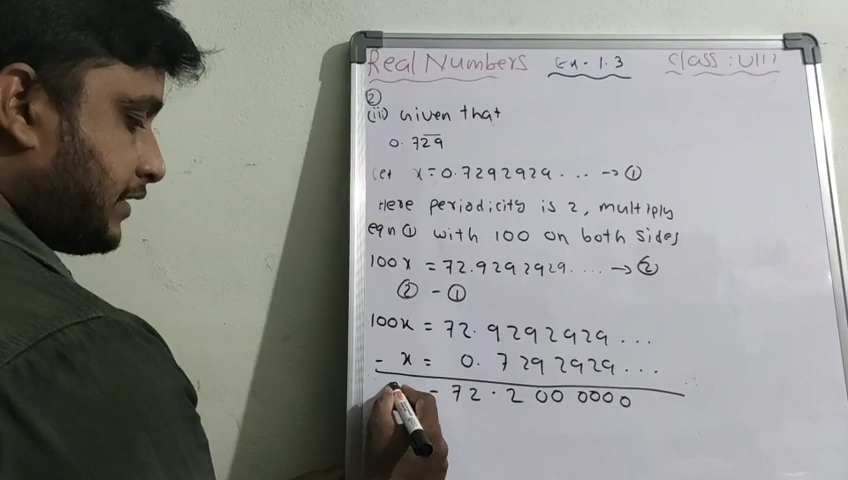 Real Numbers Ex. 1.3 Class: VIII
②
(ii) Given that
0.7\overline{29}
Let x = 0.7292929... → ①
Here periodicity is 2, multiply
eqn ① with 100 on both sides
100x = 72.9292929.... → ②
② - ①
100x = 72.9292929...
- x = 0.7292929...
= 72.2000000